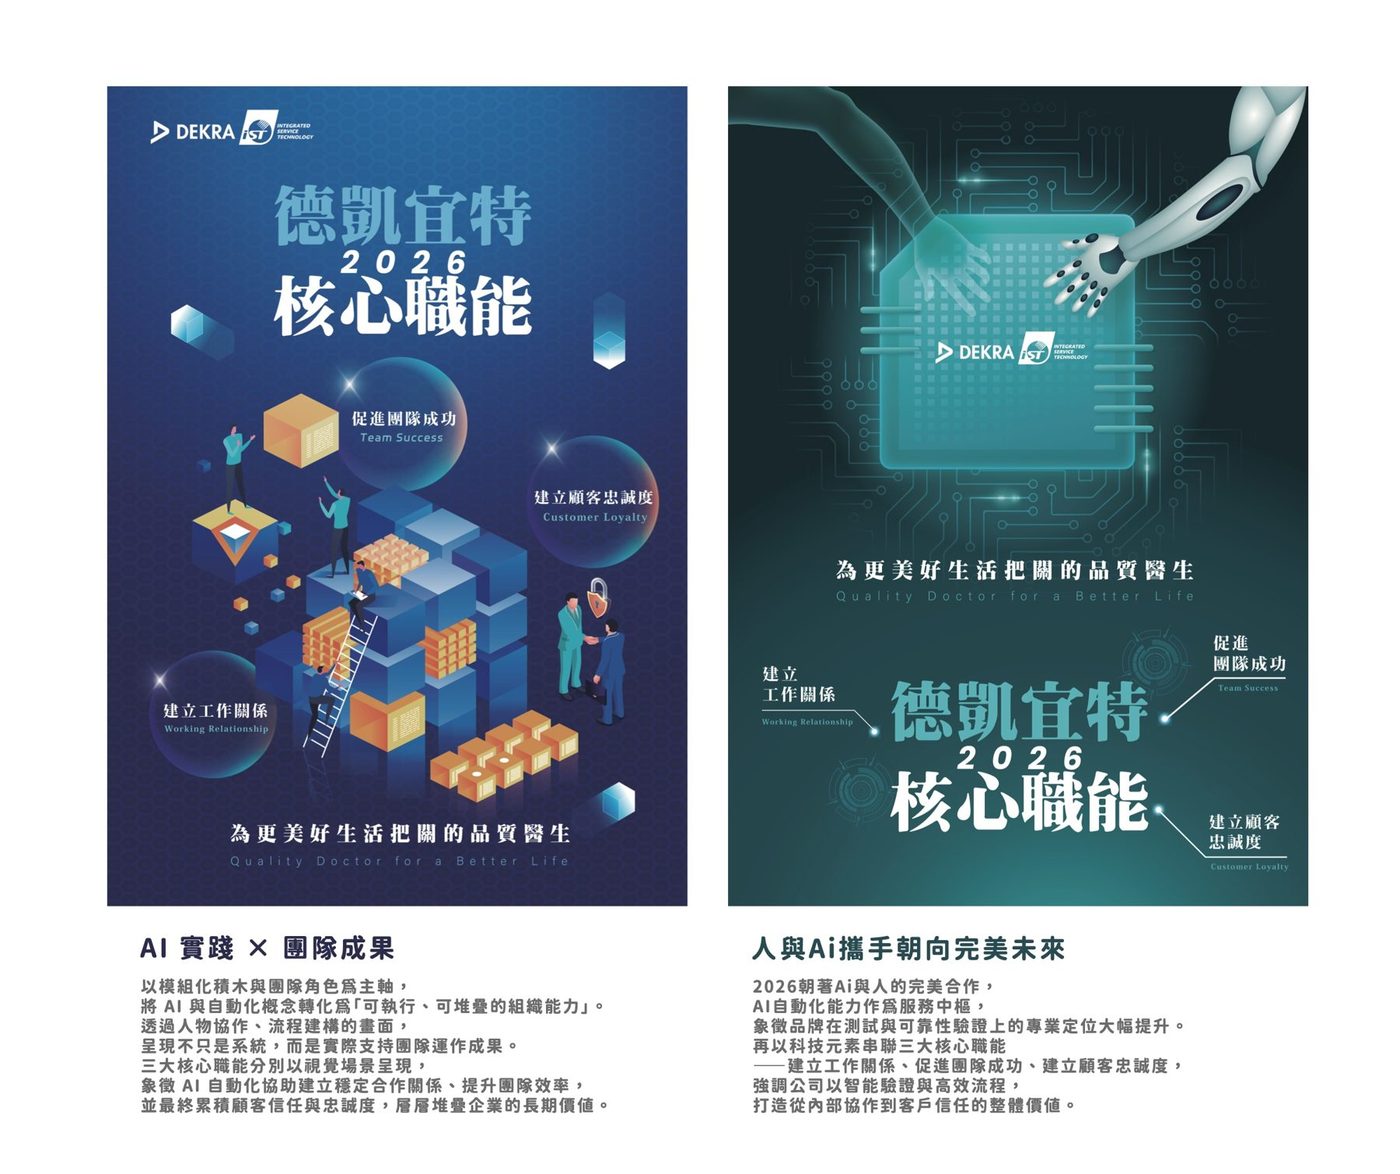 DEKRA iST INTEGRATED SERVICE TECHNOLOGY
德凱宜特
2026
核心職能
促進團隊成功
Team Success
建立顧客忠誠度
Customer Loyalty
建立工作關係
Working Relationship
為更美好生活把關的品質醫生
Quality Doctor for a Better Life
AI 實踐 × 團隊成果
以模組化積木與團隊角色為主軸，
將 AI 與自動化概念轉化為「可執行、可堆疊的組織能力」。
透過人物協作、流程建構的畫面，
呈現不只是系統，而是實際支持團隊運作成果。
三大核心職能分別以視覺場景呈現，
象徵 AI 自動化協助建立穩定合作關係、提升團隊效率，
並最終累積顧客信任與忠誠度，層層堆疊企業的長期價值。
DEKRA iST INTEGRATED SERVICE TECHNOLOGY
為更美好生活把關的品質醫生
Quality Doctor for a Better Life
建立
工作關係
Working Relationship
促進
團隊成功
Team Success
德凱宜特
2026
核心職能
建立顧客
忠誠度
Customer Loyalty
人與Ai攜手朝向完美未來
2026朝著Ai與人的完美合作，
AI自動化能力作為服務中樞，
象徵品牌在測試與可靠性驗證上的專業定位大幅提升。
再以科技元素串聯三大核心職能
——建立工作關係、促進團隊成功、建立顧客忠誠度，
強調公司以智能驗證與高效流程，
打造從內部協作到客戶信任的整體價值。